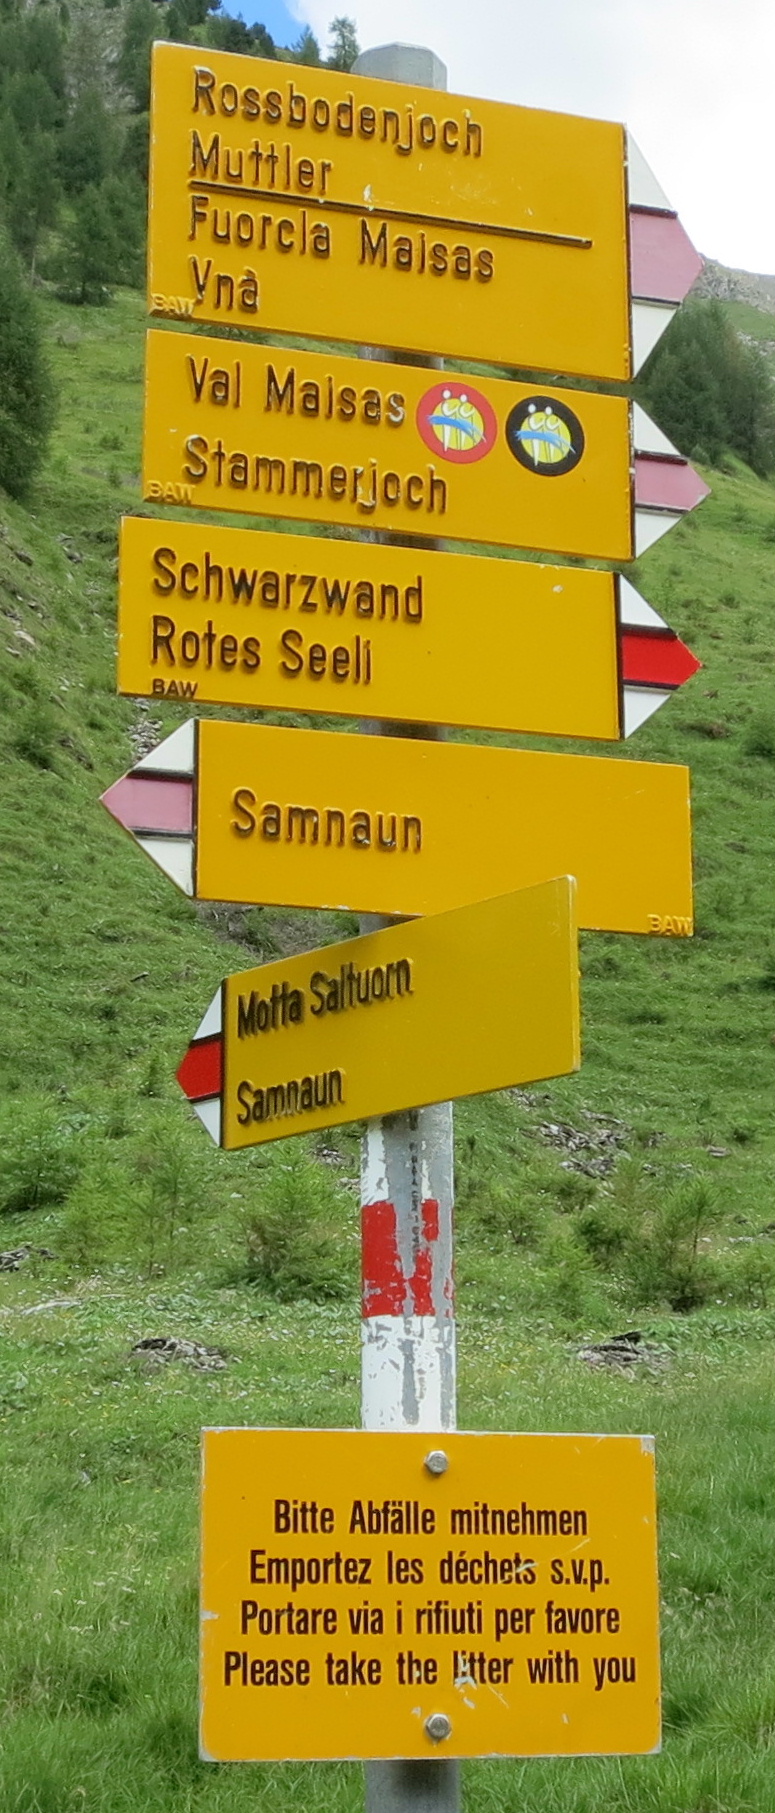 Rossbodenjoch
Muttler
Fuorcla Maisas
Vnà
BAW
Val Maisas
Stammerjoch
BAW
Schwarzwand
Rotes Seeli
BAW
Samnaun
BAW
Motta Saltuorn
Samnaun
Bitte Abfälle mitnehmen
Emportez les déchets s.v.p.
Portare via i rifiuti per favore
Please take the litter with you